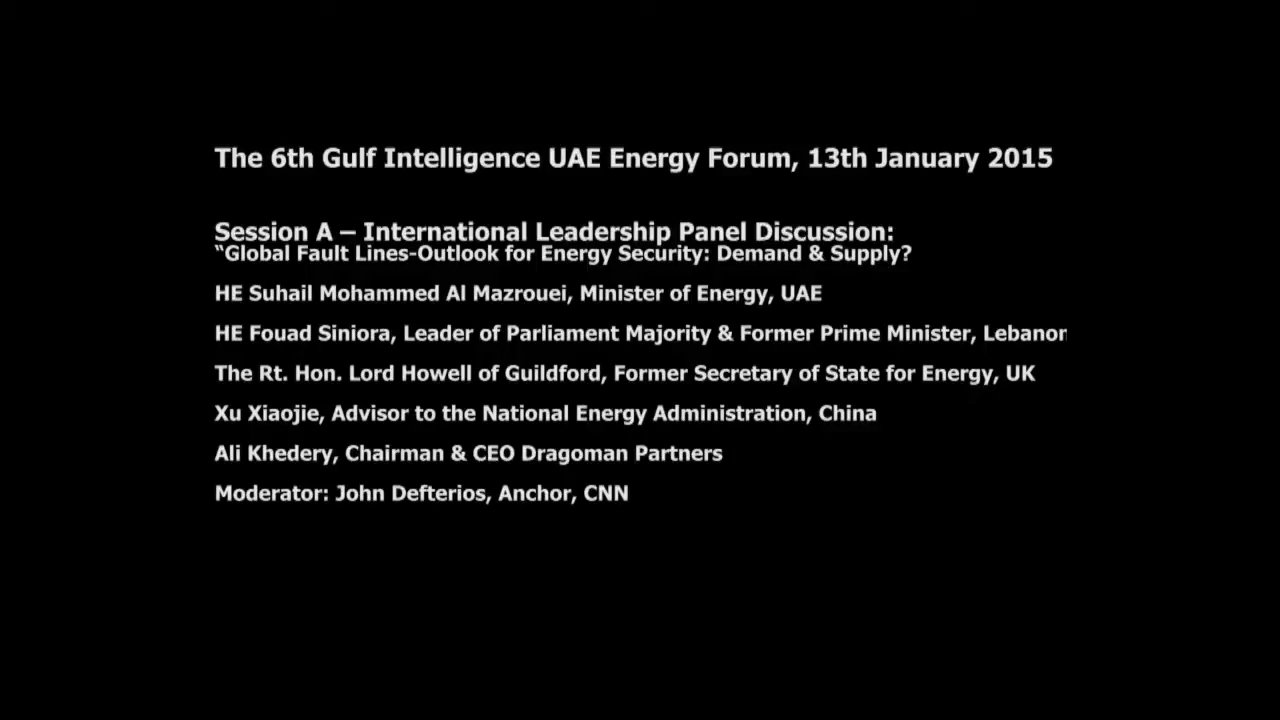 The 6th Gulf Intelligence UAE Energy Forum, 13th January 2015
Session A – International Leadership Panel Discussion:
“Global Fault Lines-Outlook for Energy Security: Demand & Supply?
HE Suhail Mohammed Al Mazrouei, Minister of Energy, UAE
HE Fouad Siniora, Leader of Parliament Majority & Former Prime Minister, Lebanon
The Rt. Hon. Lord Howell of Guildford, Former Secretary of State for Energy, UK
Xu Xiaojie, Advisor to the National Energy Administration, China
Ali Khedery, Chairman & CEO Dragoman Partners
Moderator: John Defterios, Anchor, CNN